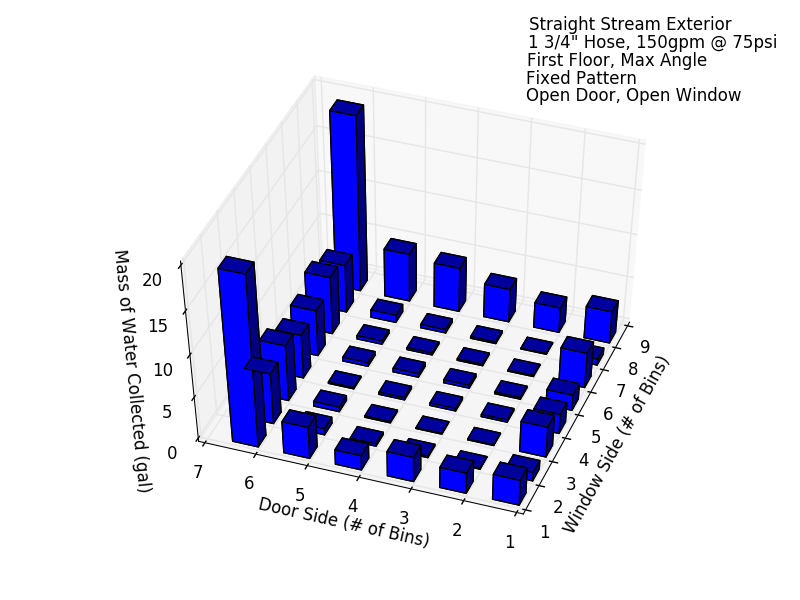 Straight Stream Exterior
1 3/4" Hose, 150gpm @ 75psi
First Floor, Max Angle
Fixed Pattern
Open Door, Open Window
Mass of Water Collected (gal)
20
15
10
5
0
7
6
5
4
3
2
1
Door Side (# of Bins)
9
8
7
6
5
4
3
2
1
Window Side (# of Bins)